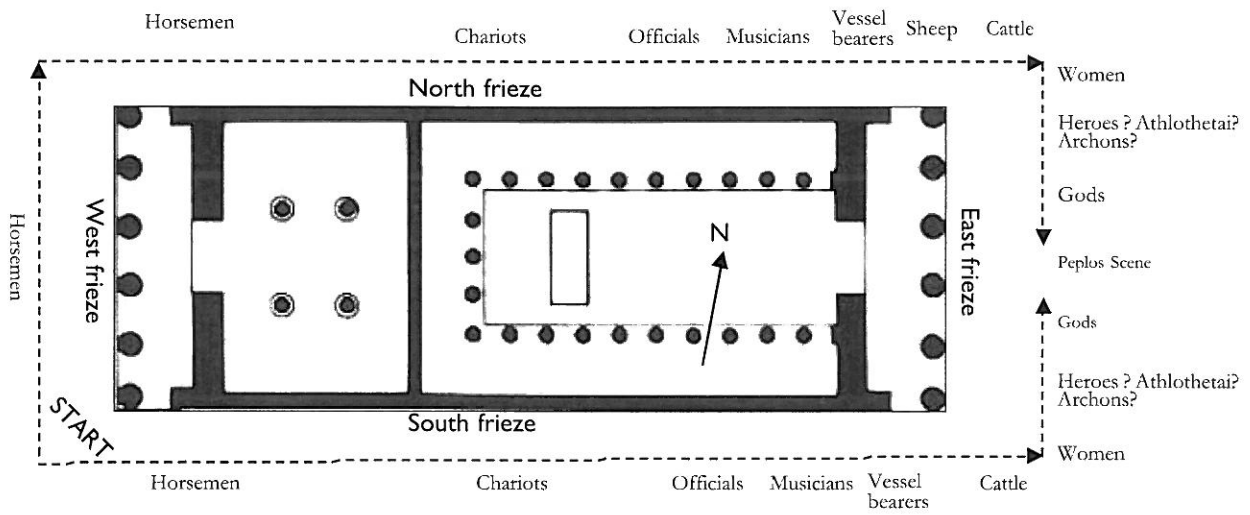 Horsemen
Chariots
Officials
Musicians
Vessel
bearers
Sheep
Cattle
North frieze
Women
Heroes ? Athlothetai?
Archons?
Gods
Horsemen
West frieze
N
East frieze
Peplos Scene
Gods
Heroes ? Athlothetai?
Archons?
START
South frieze
Women
Horsemen
Chariots
Officials
Musicians
Vessel
bearers
Cattle